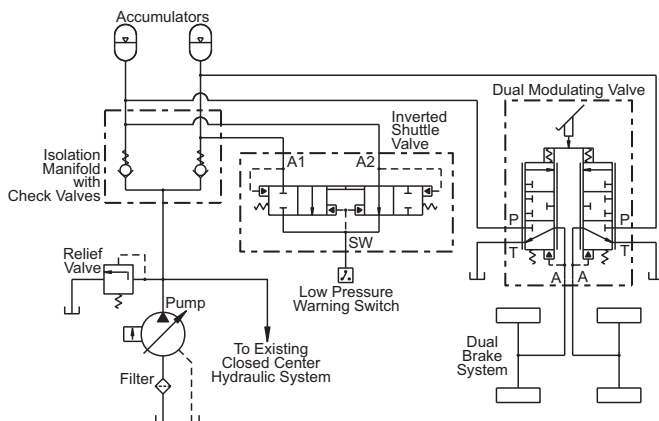 Accumulators
Dual Modulating Valve
Inverted
Shuttle
Valve
Isolation
Manifold
with
Check Valves
A1
A2
SW
Low Pressure
Warning Switch
Relief
Valve
Pump
Filter
To Existing
Closed Center
Hydraulic System
P
P
T
T
A
A
Dual
Brake
System